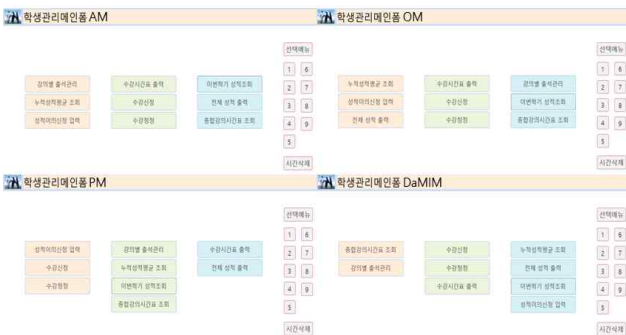 학생관리메인폼 AM
선택메뉴
1 6
강의별 출석관리 수강시간표 출력 이번학기 성적조회 2 7
누적성적평균 조회 수강신청 전체 성적 출력 3 8
성적이의신청 입력 수강정정 종합강의시간표 조회 4 9
5
시간삭제
학생관리메인폼 OM
선택메뉴
1 6
누적성적평균 조회 수강시간표 출력 강의별 출석관리 2 7
성적이의신청 입력 수강신청 이번학기 성적조회 3 8
전체 성적 출력 수강정정 종합강의시간표 조회 4 9
5
시간삭제
학생관리메인폼 PM
선택메뉴
1 6
성적이의신청 입력 강의별 출석관리 수강시간표 출력 2 7
수강신청 누적성적평균 조회 전체 성적 출력 3 8
수강정정 이번학기 성적조회 4 9
종합강의시간표 조회 5
시간삭제
학생관리메인폼 DaMIM
선택메뉴
1 6
종합강의시간표 조회 수강신청 누적성적평균 조회 2 7
강의별 출석관리 수강정정 전체 성적 출력 3 8
수강시간표 출력 이번학기 성적조회 4 9
성적이의신청 입력 5
시간삭제